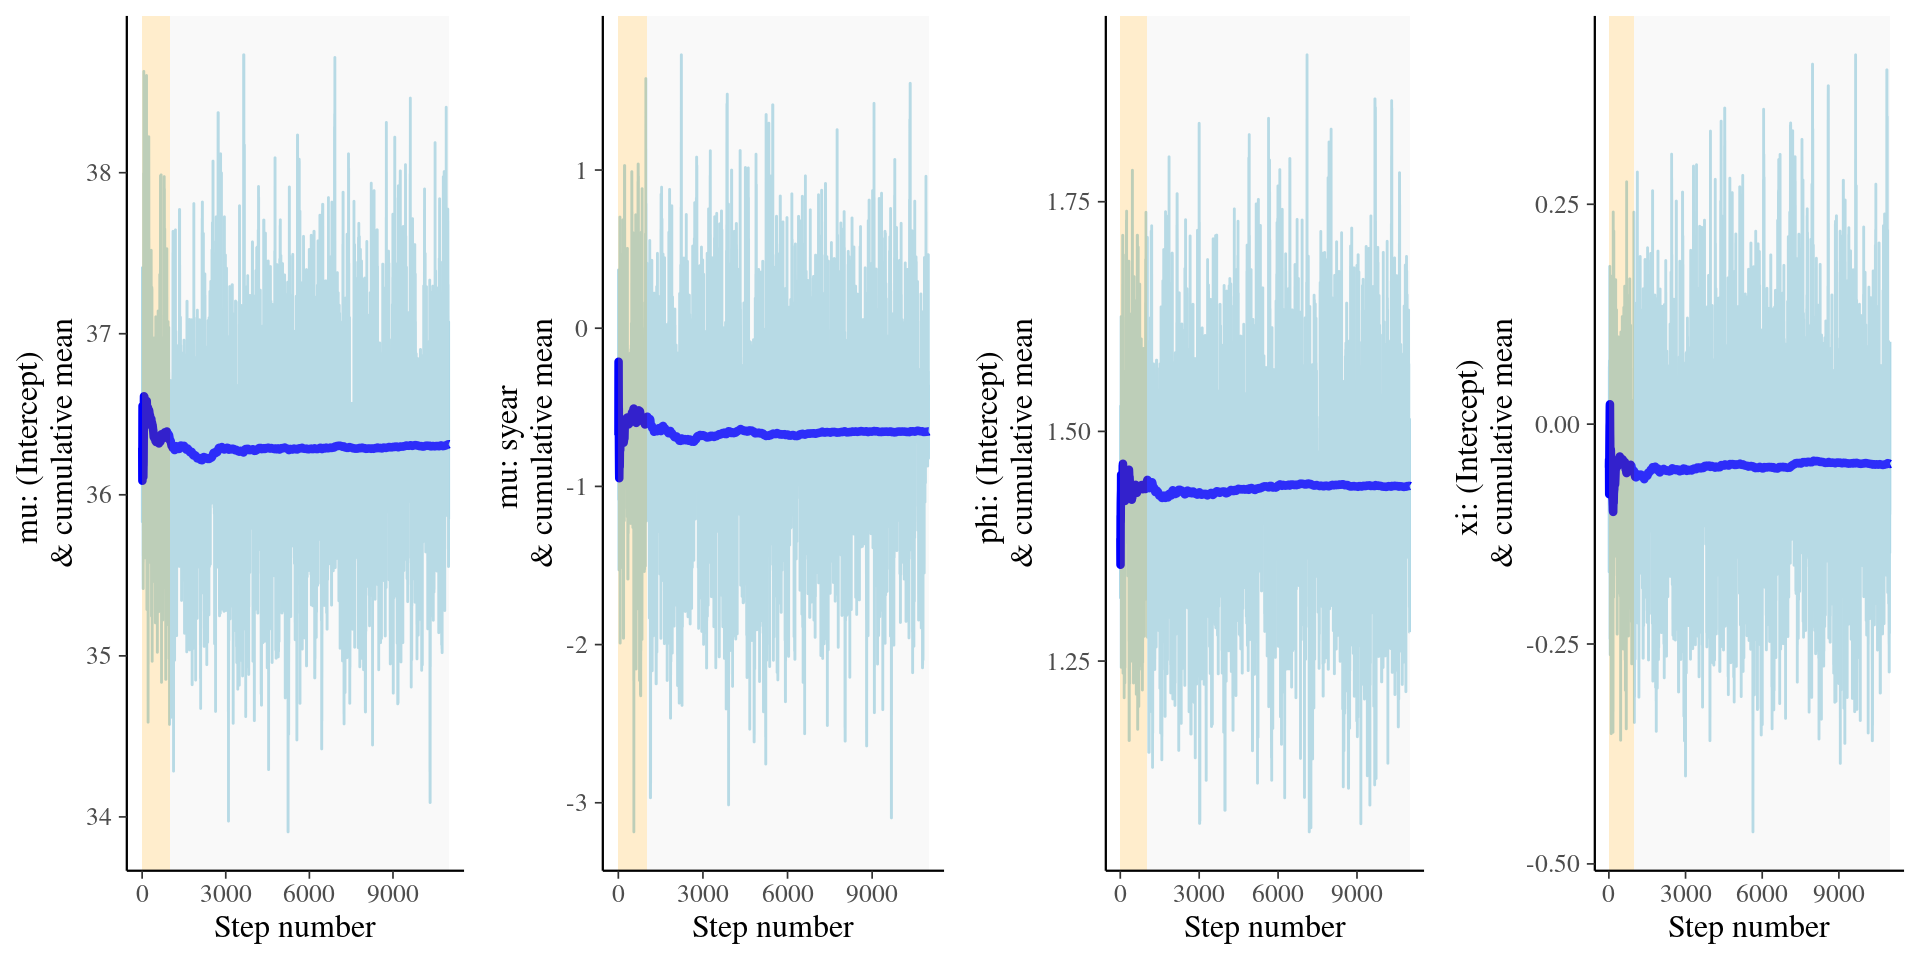 mu: (Intercept)
& cumulative mean
38
37
36
35
34
0
3000
6000
9000
Step number
mu: syear
& cumulative mean
1
0
-1
-2
-3
0
3000
6000
9000
Step number
phi: (Intercept)
& cumulative mean
1.75
1.50
1.25
0
3000
6000
9000
Step number
xi: (Intercept)
& cumulative mean
0.25
0.00
-0.25
-0.50
0
3000
6000
9000
Step number